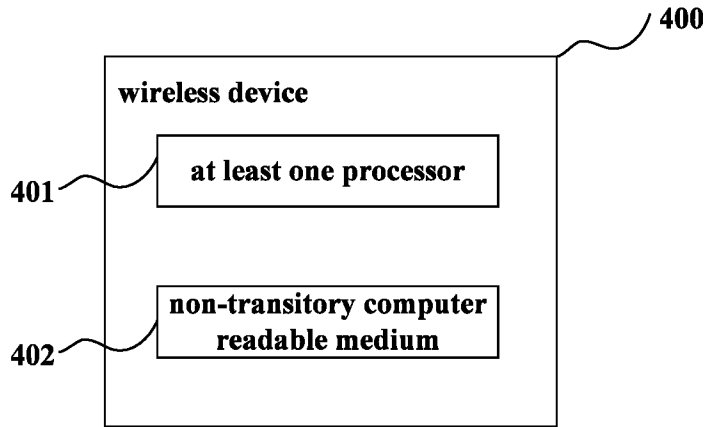 400
wireless device
at least one processor
401
non-transitory computer
readable medium
402